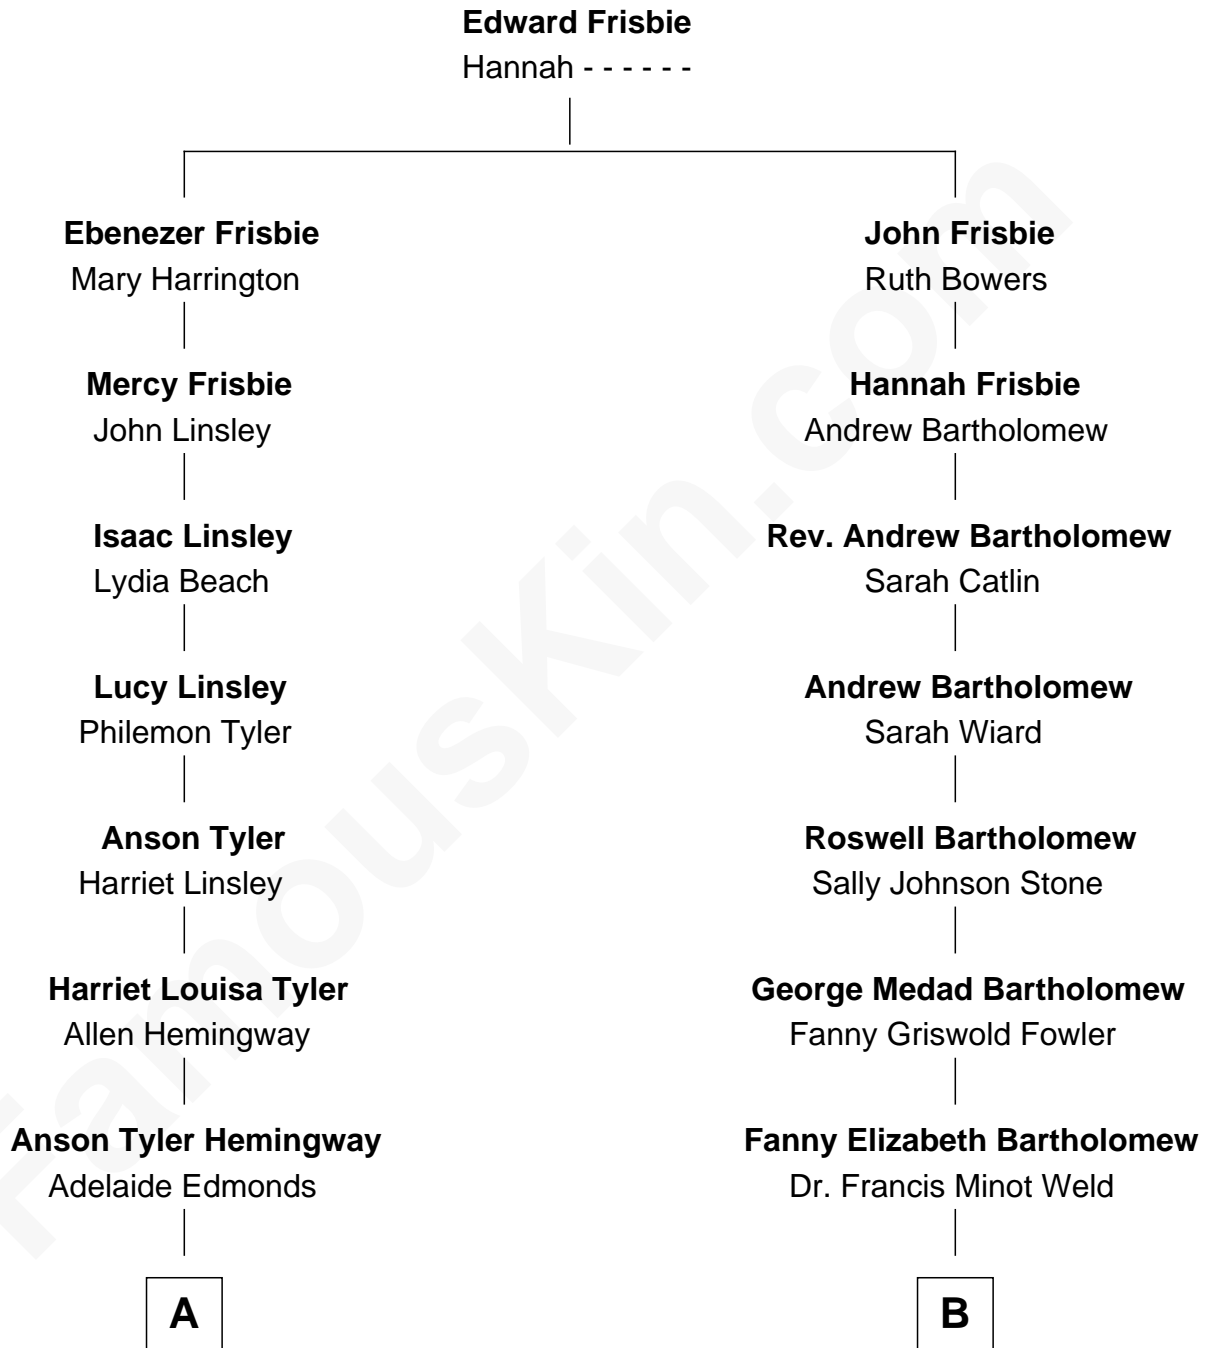 Edward Frisbie
Hannah - - - - - -
Ebenezer Frisbie
Mary Harrington
John Frisbie
Ruth Bowers
Mercy Frisbie
John Linsley
Hannah Frisbie
Andrew Bartholomew
Isaac Linsley
Lydia Beach
Rev. Andrew Bartholomew
Sarah Catlin
Lucy Linsley
Philemon Tyler
Andrew Bartholomew
Sarah Wiard
Anson Tyler
Harriet Linsley
Roswell Bartholomew
Sally Johnson Stone
Harriet Louisa Tyler
Allen Hemingway
George Medad Bartholomew
Fanny Griswold Fowler
Anson Tyler Hemingway
Adelaide Edmonds
Fanny Elizabeth Bartholomew
Dr. Francis Minot Weld
A
B
FamousKin.com